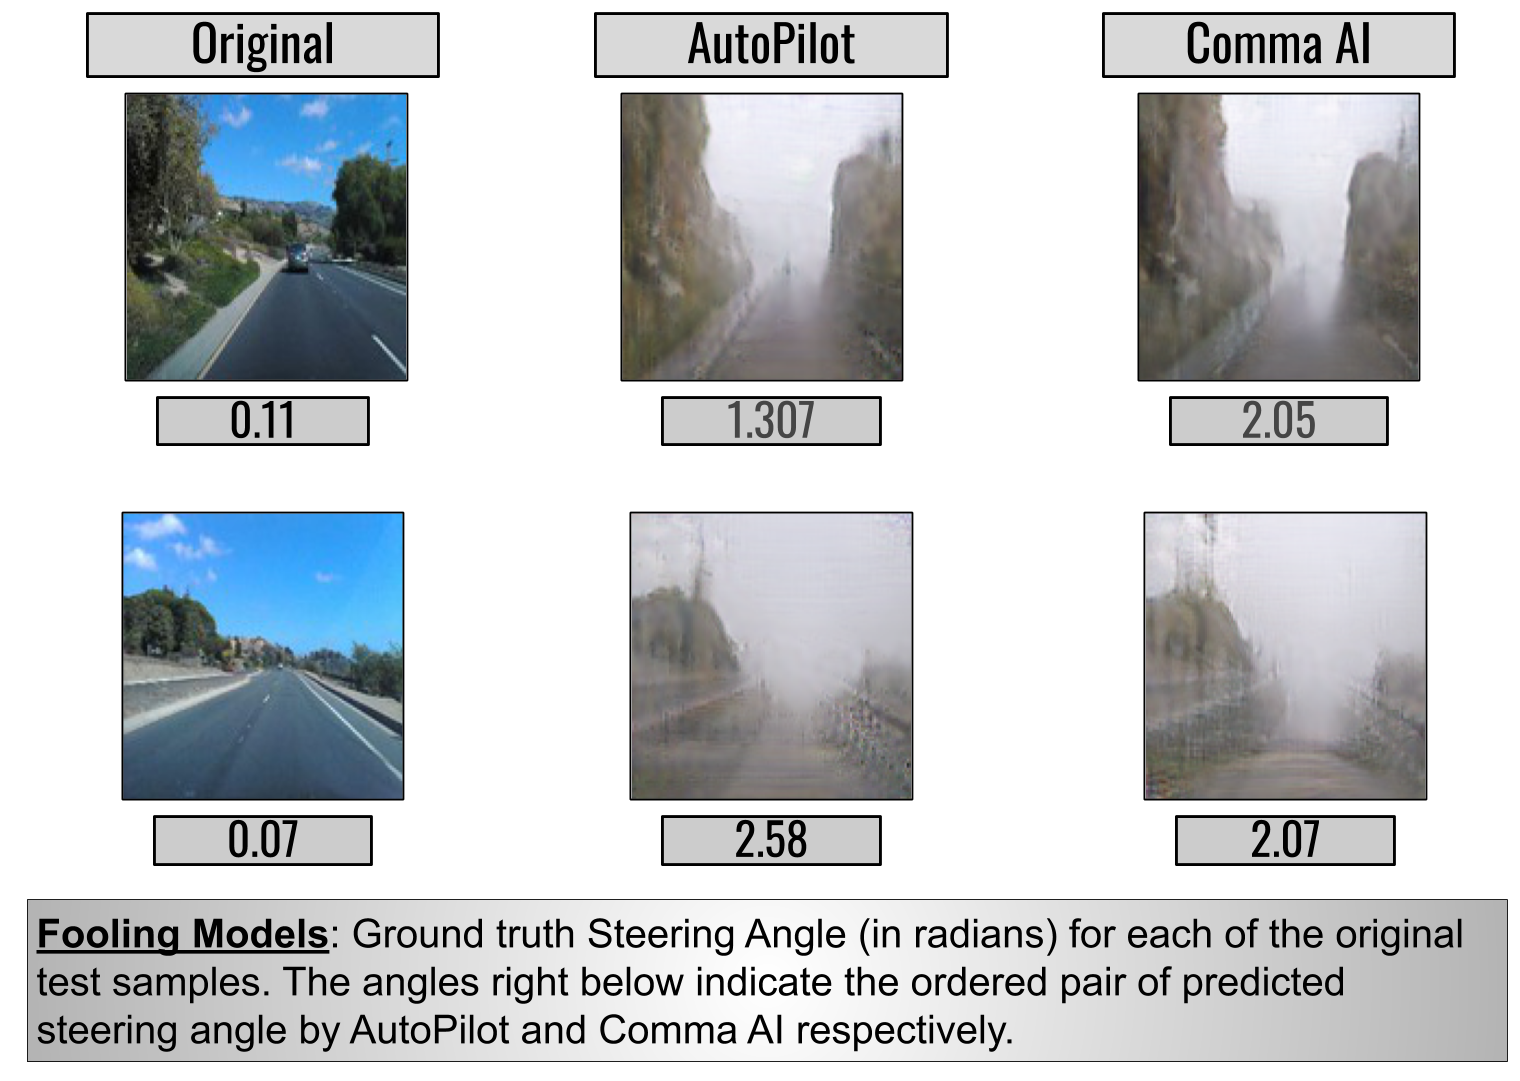 Original
AutoPilot
Comma AI
0.11
1.307
2.05
0.07
2.58
2.07
Fooling Models: Ground truth Steering Angle (in radians) for each of the original
test samples. The angles right below indicate the ordered pair of predicted
steering angle by AutoPilot and Comma AI respectively.